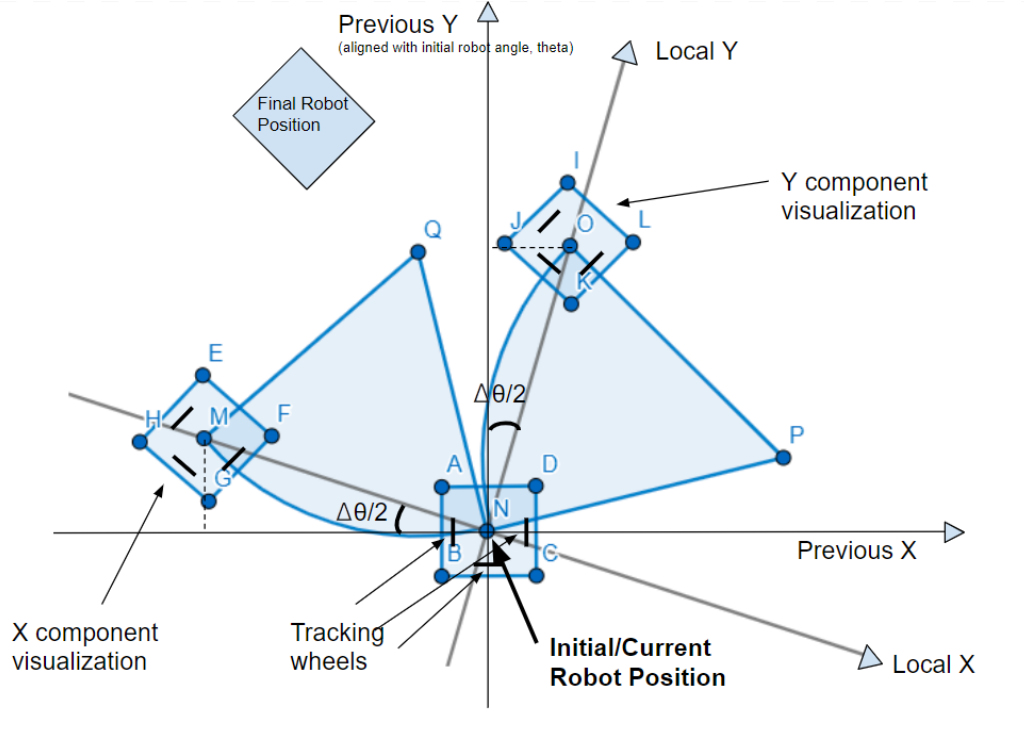 Previous Y
(aligned with initial robot angle, theta)
Local Y
Final Robot
Position
I
Y component
visualization
J
O
L
Q
K
E
Δθ/2
H
M
F
P
G
A
D
Δθ/2
N
B
C
Previous X
X component
visualization
Tracking
wheels
Initial/Current
Robot Position
Local X